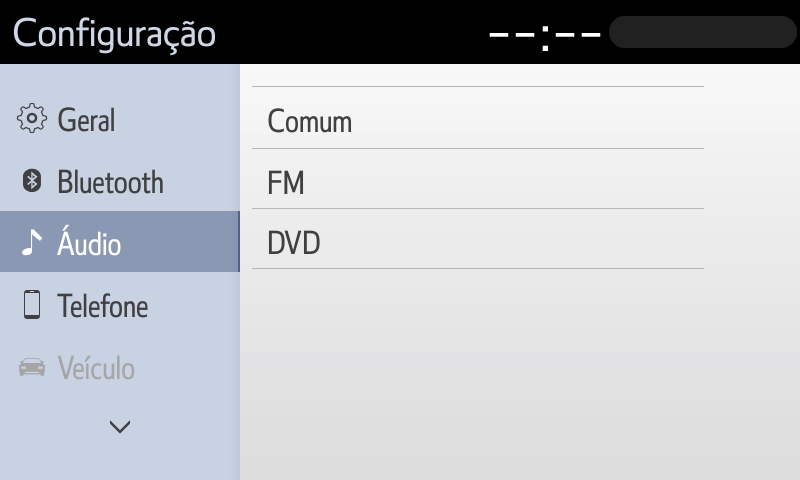 Configuração
--:--
Geral
Bluetooth
Áudio
Telefone
Veículo
Comum
FM
DVD